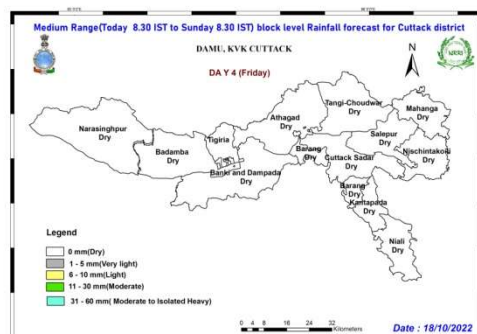 Medium Range(Today 8.30 IST to Sunday 8.30 IST) block level Rainfall forecast for Cuttack district
DAMU, KVK CUTTACK
DAY 4 (Friday)
N
Narasinghpur
Dry
Badamba
Dry
Tigiria
Banki and Dampada
Dry
Athagad
Dry
Tangi-Choudwar
Dry
Mahanga
Dry
Salepur
Dry
Nischintakoili
Dry
Barang
Dry
Cuttack Sadar
Dry
Barang
Dry
Kantapada
Dry
Niali
Dry
Legend
0 mm(Dry)
1 - 5 mm(Very light)
6 - 10 mm(Light)
11 - 30 mm(Moderate)
31 - 60 mm( Moderate to Isolated Heavy)
0 4 8 16 24 32
Kilometers
Date : 18/10/2022